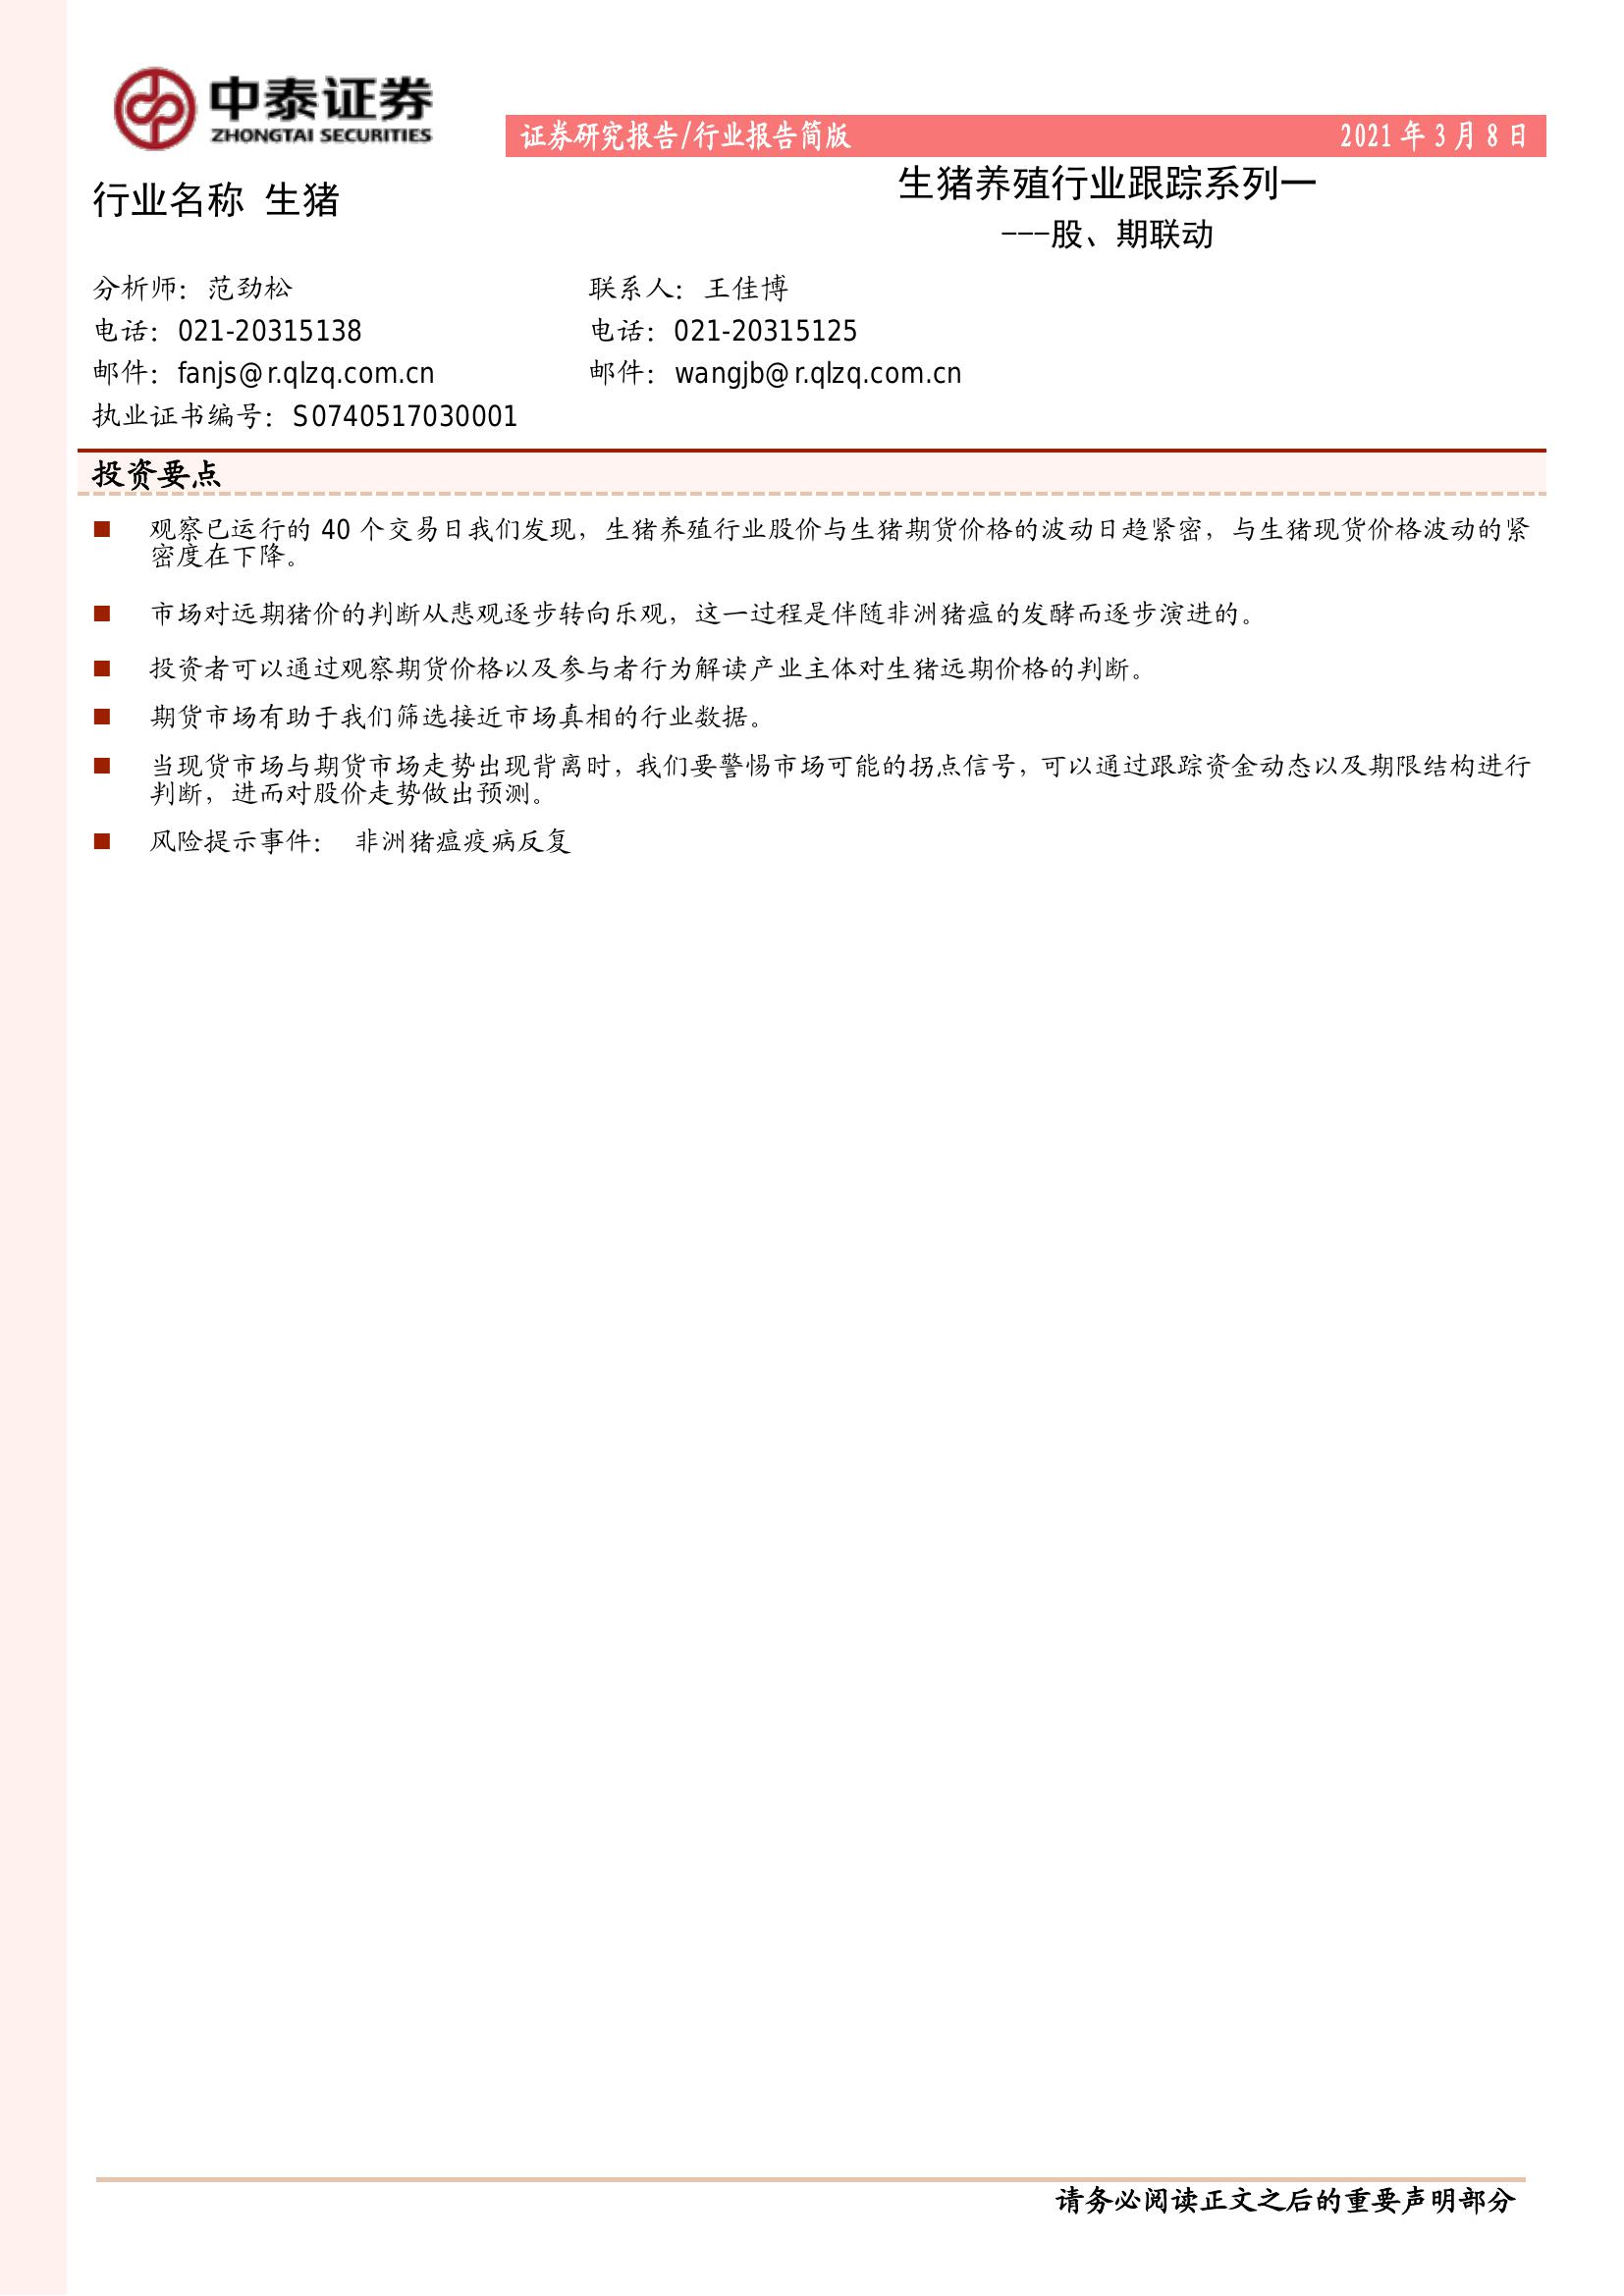 中泰证券
ZHONGTAI SECURITIES
证券研究报告/行业报告简版 2021 年 3 月 8 日
行业名称 生猪
生猪养殖行业跟踪系列一
---股、期联动
分析师：范劲松
电话：021-20315138
邮件：fanjs@r.qlzq.com.cn
执业证书编号：S0740517030001
联系人：王佳博
电话：021-20315125
邮件：wangjb@r.qlzq.com.cn
投资要点
■ 观察已运行的 40 个交易日我们发现，生猪养殖行业股价与生猪期货价格的波动日趋紧密，与生猪现货价格波动的紧
密度在下降。
■ 市场对远期猪价的判断从悲观逐步转向乐观，这一过程是伴随非洲猪瘟的发酵而逐步演进的。
■ 投资者可以通过观察期货价格以及参与者行为解读产业主体对生猪远期价格的判断。
■ 期货市场有助于我们筛选接近市场真相的行业数据。
■ 当现货市场与期货市场走势出现背离时，我们要警惕市场可能的拐点信号，可以通过跟踪资金动态以及期限结构进行
判断，进而对股价走势做出预测。
■ 风险提示事件： 非洲猪瘟疫病反复
请务必阅读正文之后的重要声明部分